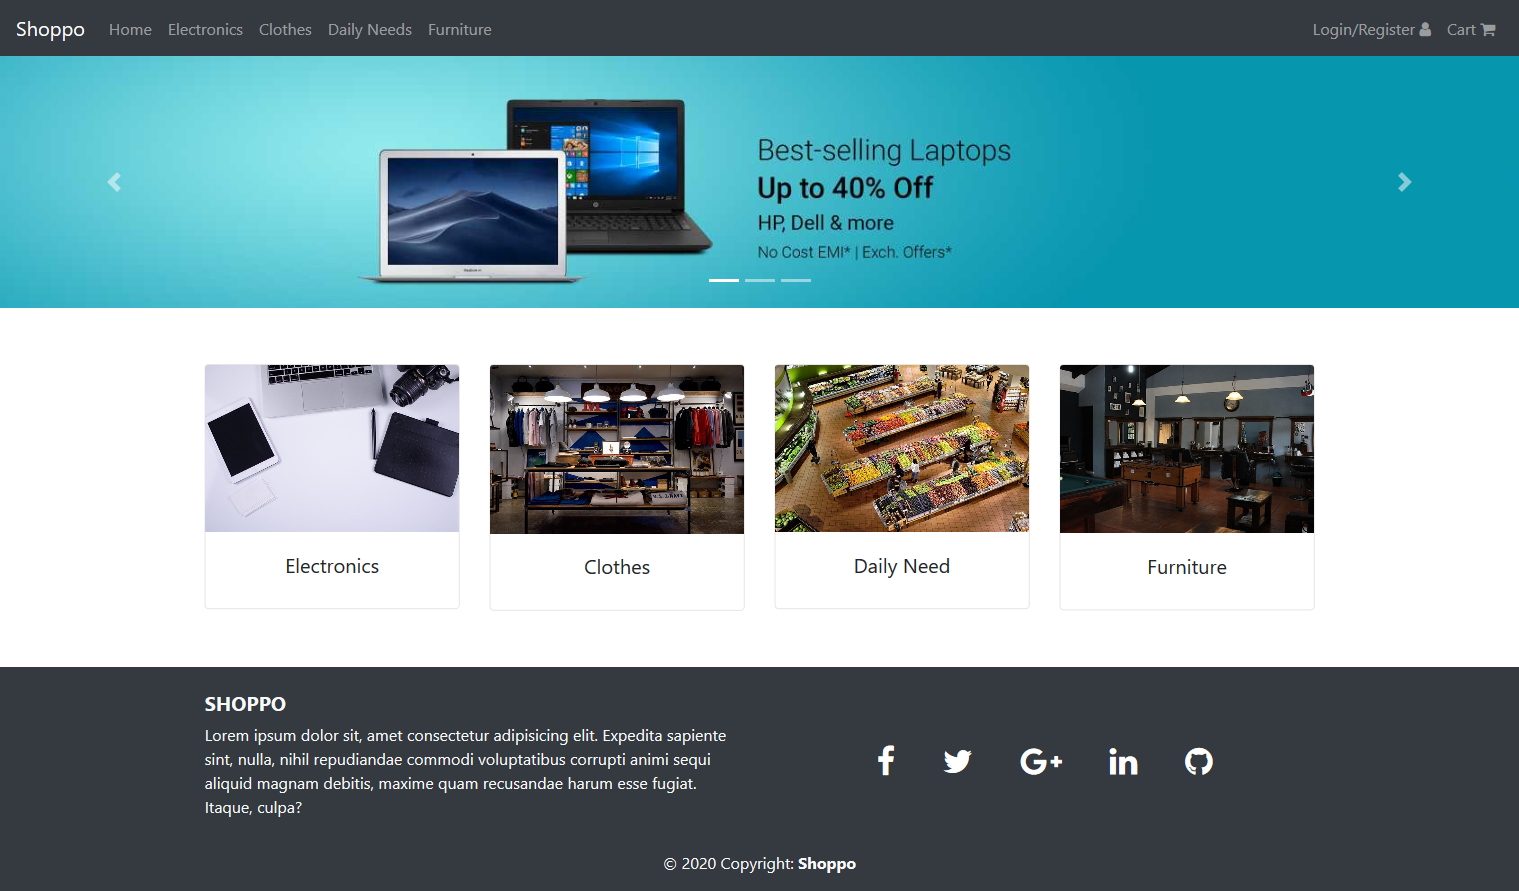 Shoppo Home Electronics Clothes Daily Needs Furniture Login/Register Cart
Best-selling Laptops
Up to 40% Off
HP, Dell & more
No Cost EMI* | Exch. Offers*
Electronics
Clothes
Daily Need
Furniture
SHOPPO
Lorem ipsum dolor sit, amet consectetur adipisicing elit. Expedita sapiente
sint, nulla, nihil repudiandae commodi voluptatibus corrupti animi sequi
aliquid magnam debitis, maxime quam recusandae harum esse fugiat.
Itaque, culpa?
© 2020 Copyright: Shoppo